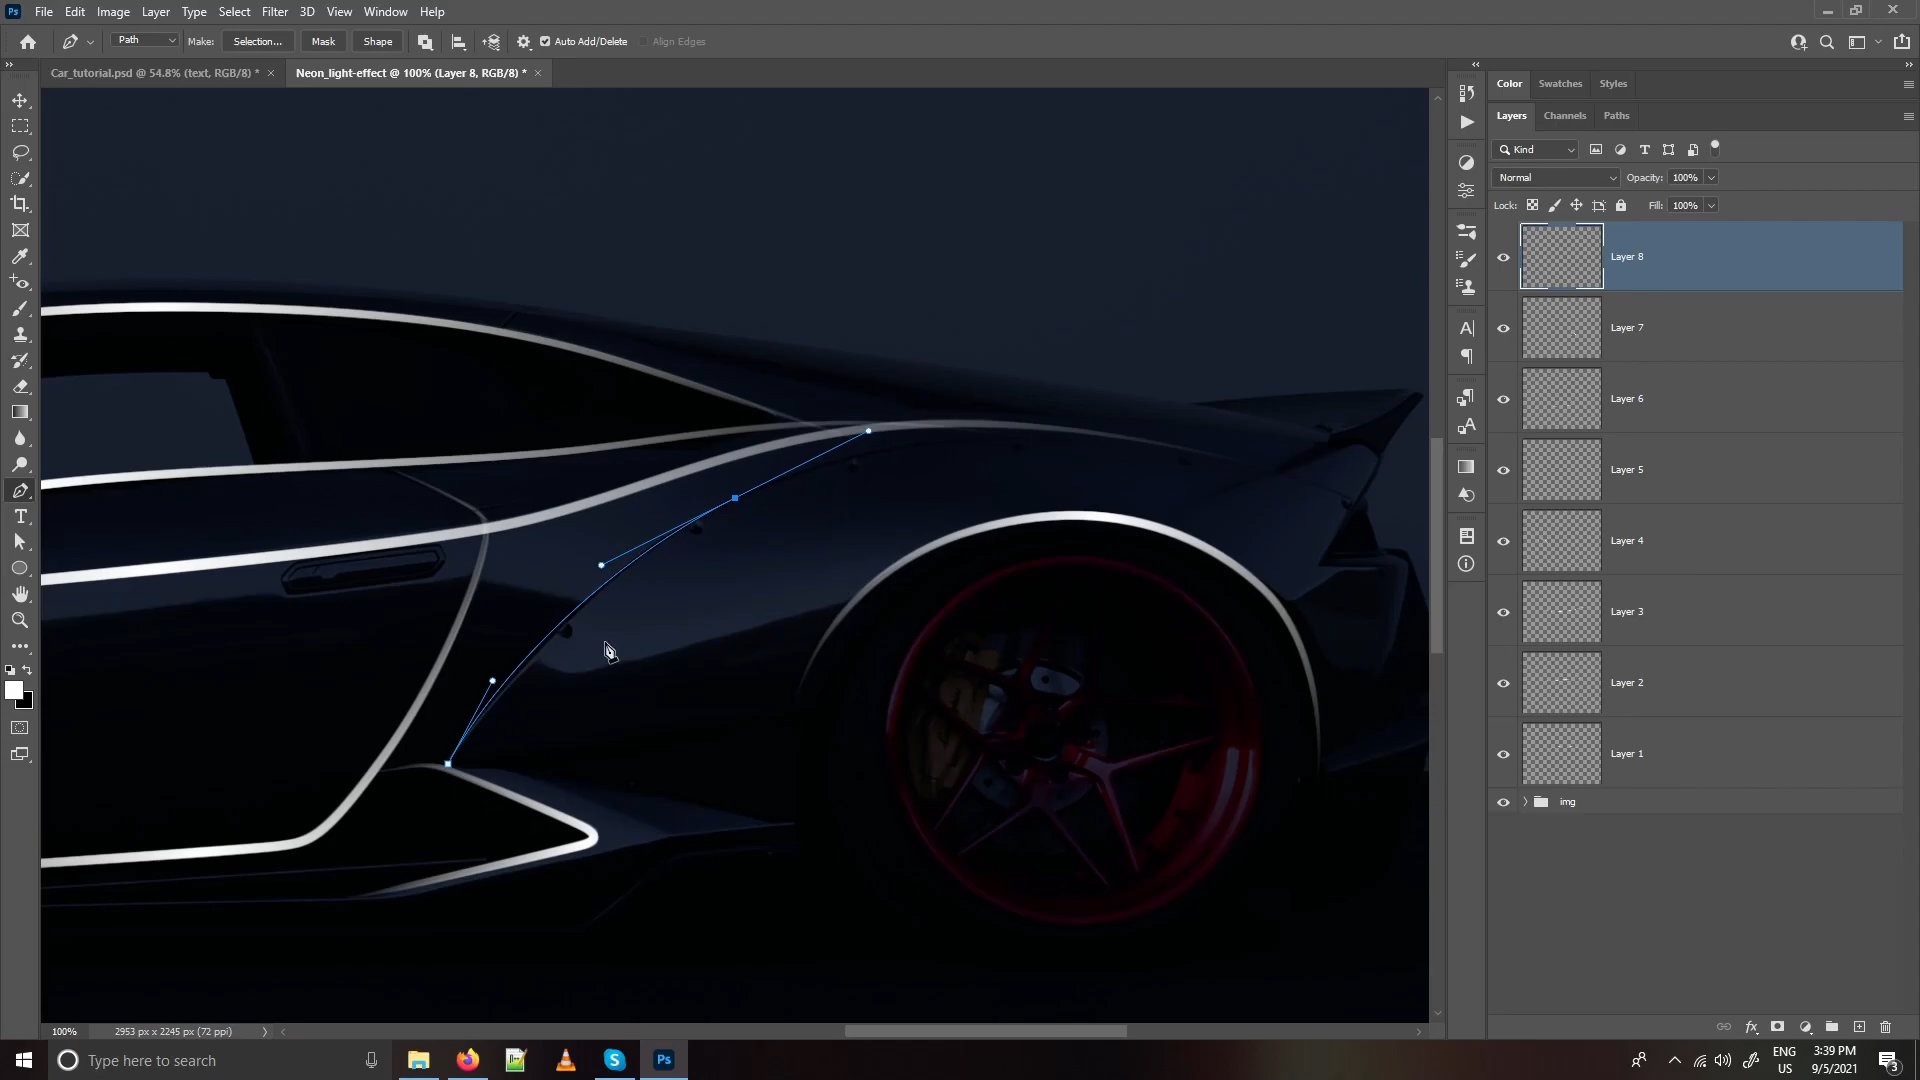 Ps File Edit Image Layer Type Select Filter 3D View Window Help
Path Make: Selection... Mask Shape Auto Add/Delete Align Edges
Car_tutorial.psd @ 54.8% (text, RGB/8) * Neon_light-effect @ 100% (Layer 8, RGB/8) *
Color Swatches Styles
Layers Channels Paths
Kind
Normal Opacity: 100%
Lock: Fill: 100%
Layer 8
Layer 7
Layer 6
Layer 5
Layer 4
Layer 3
Layer 2
Layer 1
img
100% 2953 px x 2245 px (72 ppi)
Type here to search
Ps
ENG
US
3:39 PM
9/5/2021
3